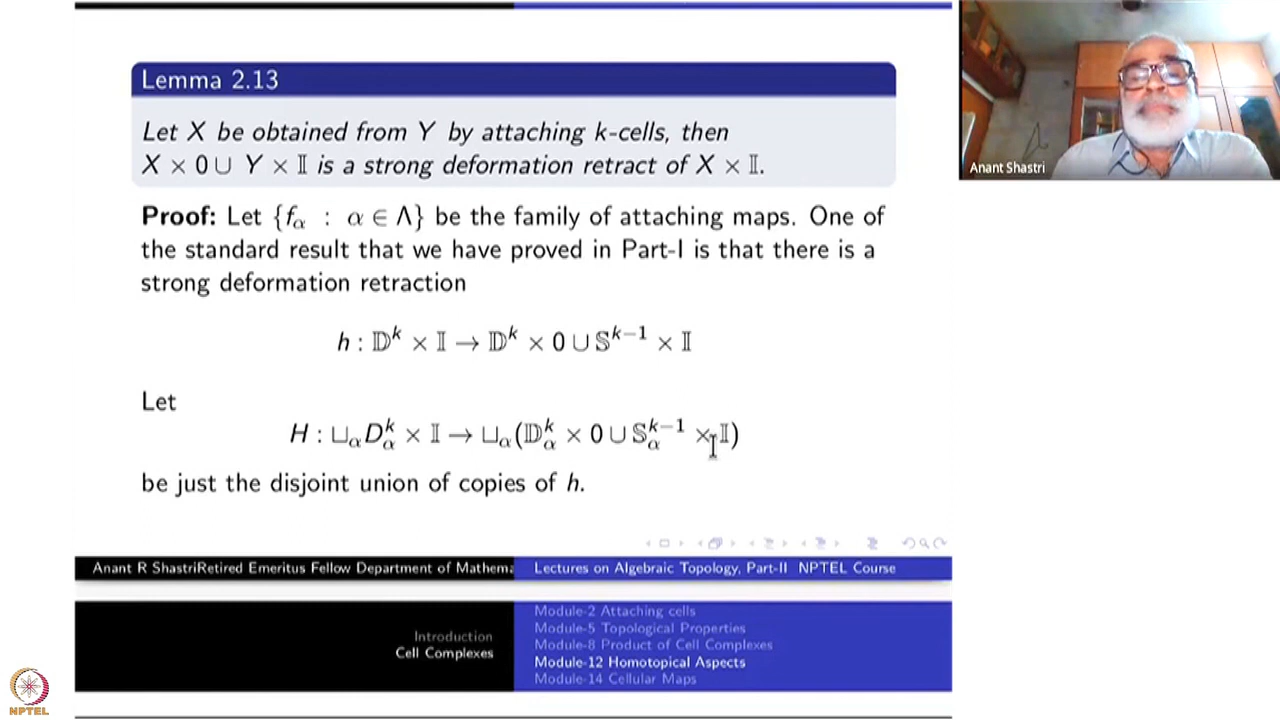 Lemma 2.13
Let X be obtained from Y by attaching k-cells, then
X × 0 ∪ Y × 𝕀 is a strong deformation retract of X × 𝕀.
Proof: Let {f_α : α ∈ Λ} be the family of attaching maps. One of
the standard result that we have proved in Part-I is that there is a
strong deformation retraction
h : 𝔻^k × 𝕀 → 𝔻^k × 0 ∪ 𝕊^{k−1} × 𝕀
Let
H : ⊔_α D^k_α × 𝕀 → ⊔_α(𝔻^k_α × 0 ∪ 𝕊^{k−1}_α × 𝕀)
be just the disjoint union of copies of h.
Anant R ShastriRetired Emeritus Fellow Department of Mathema
Lectures on Algebraic Topology, Part-II NPTEL Course
Introduction
Cell Complexes
Module-2 Attaching cells
Module-5 Topological Properties
Module-8 Product of Cell Complexes
Module-12 Homotopical Aspects
Module-14 Cellular Maps
Anant Shastri
NPTEL